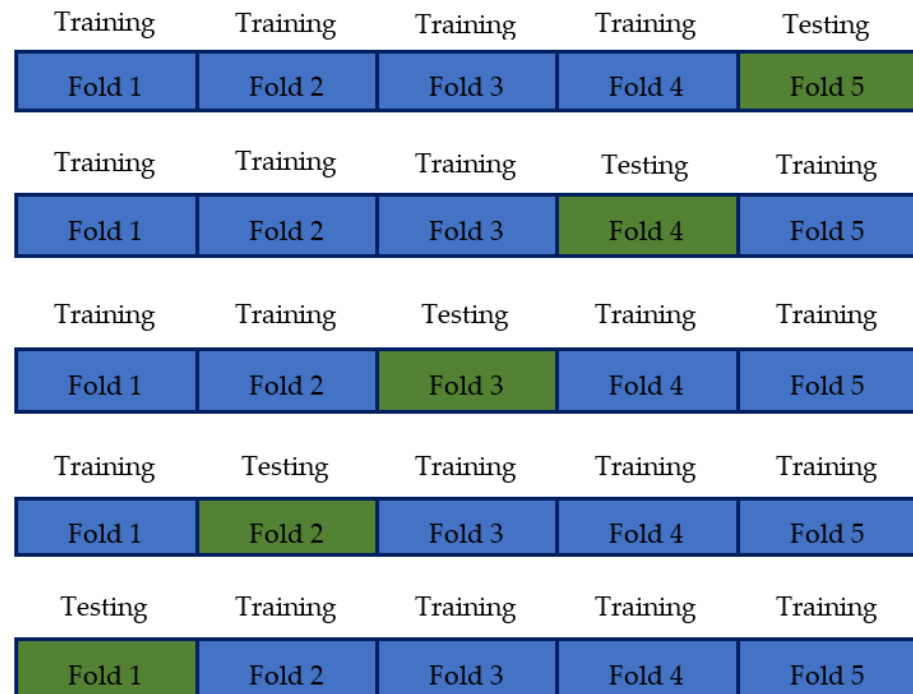 Training Training Training Training Testing
Fold 1 Fold 2 Fold 3 Fold 4 Fold 5
Training Training Training Testing Training
Fold 1 Fold 2 Fold 3 Fold 4 Fold 5
Training Training Testing Training Training
Fold 1 Fold 2 Fold 3 Fold 4 Fold 5
Training Testing Training Training Training
Fold 1 Fold 2 Fold 3 Fold 4 Fold 5
Testing Training Training Training Training
Fold 1 Fold 2 Fold 3 Fold 4 Fold 5